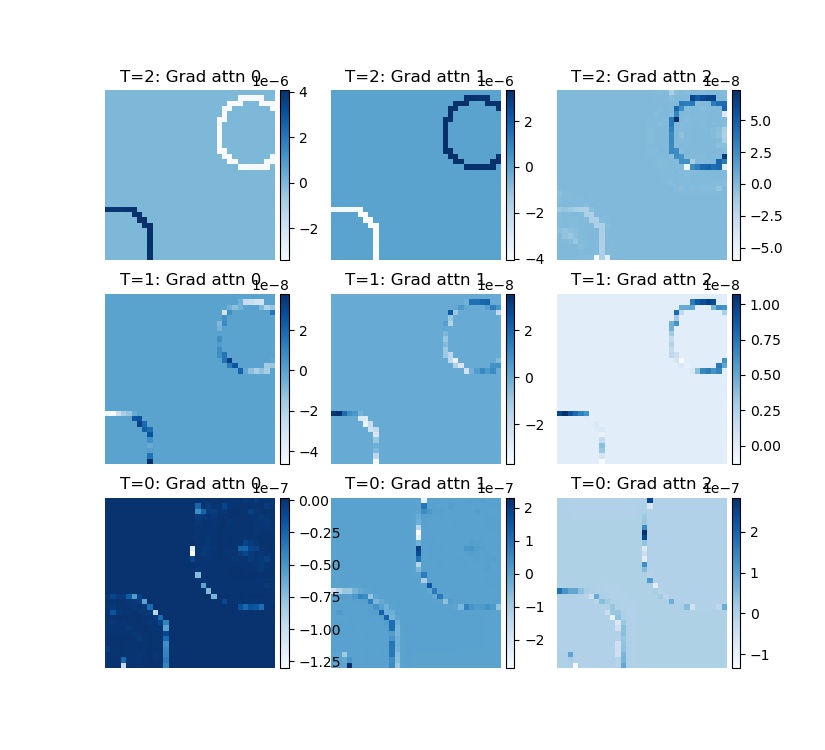 T=2: Grad attn 0
1e−6
T=2: Grad attn 1
1e−6
T=2: Grad attn 2
1e−8
4
2
0
−2
2
0
−2
−4
5.0
2.5
0.0
−2.5
−5.0
T=1: Grad attn 0
1e−8
T=1: Grad attn 1
1e−8
T=1: Grad attn 2
1e−8
2
0
−2
−4
2
0
−2
1.00
0.75
0.50
0.25
0.00
T=0: Grad attn 0
1e−7
T=0: Grad attn 1
1e−7
T=0: Grad attn 2
1e−7
0.00
−0.25
−0.50
−0.75
−1.00
−1.25
2
1
0
−1
−2
2
1
0
−1